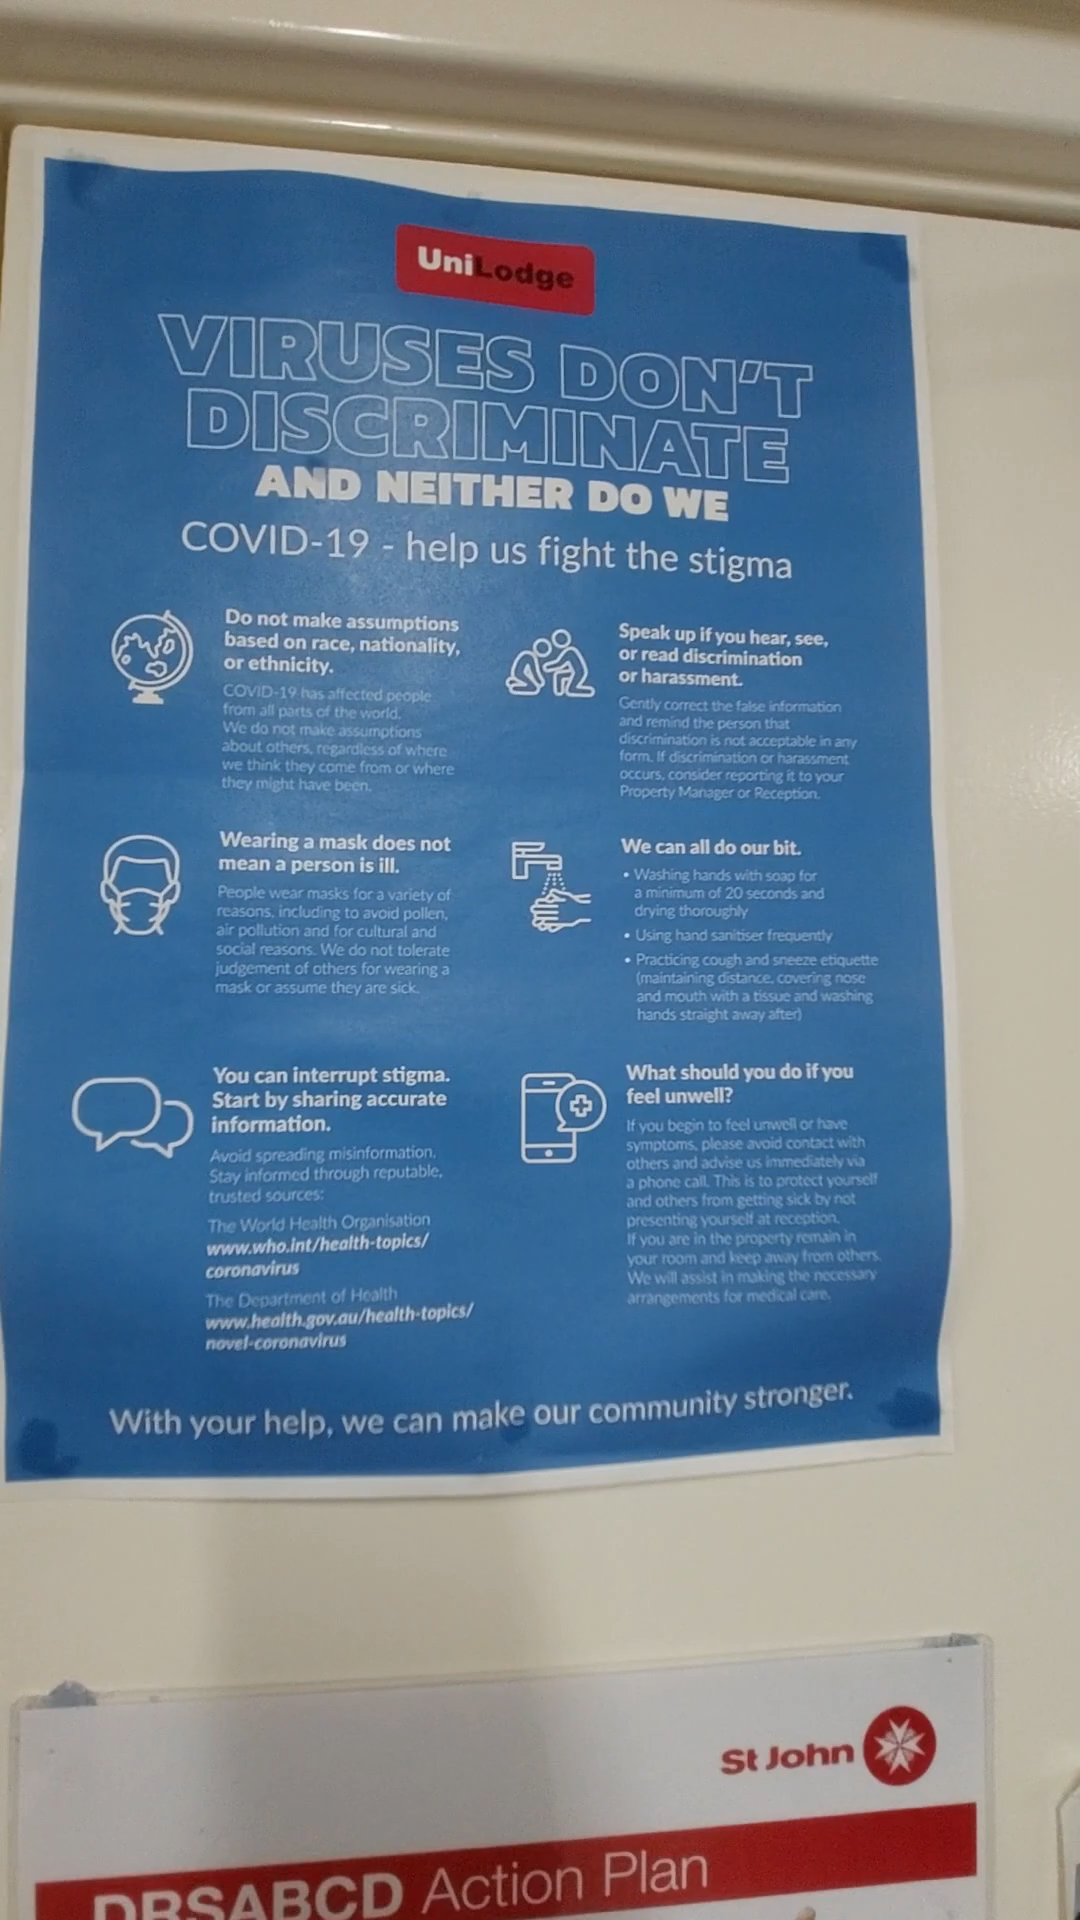 UniLodge
VIRUSES DON'T
DISCRIMINATE
AND NEITHER DO WE
COVID-19 - help us fight the stigma
Do not make assumptions
based on race, nationality,
or ethnicity.
COVID-19 has affected people
from all parts of the world.
We do not make assumptions
about others, regardless of where
we think they come from or where
they might have been.
Speak up if you hear, see,
or read discrimination
or harassment.
Gently correct the false information
and remind the person that
discrimination is not acceptable in any
form. If discrimination or harassment
occurs, consider reporting it to your
Property Manager or Reception.
Wearing a mask does not
mean a person is ill.
People wear masks for a variety of
reasons, including to avoid pollen,
air pollution and for cultural and
social reasons. We do not tolerate
judgement of others for wearing a
mask or assume they are sick.
We can all do our bit.
• Washing hands with soap for
a minimum of 20 seconds and
drying thoroughly
• Using hand sanitiser frequently
• Practicing cough and sneeze etiquette
(maintaining distance, covering nose
and mouth with a tissue and washing
hands straight away after)
You can interrupt stigma.
Start by sharing accurate
information.
Avoid spreading misinformation.
Stay informed through reputable,
trusted sources:
The World Health Organisation
www.who.int/health-topics/
coronavirus
The Department of Health
www.health.gov.au/health-topics/
novel-coronavirus
What should you do if you
feel unwell?
If you begin to feel unwell or have
symptoms, please avoid contact with
others and advise us immediately via
a phone call. This is to protect yourself
and others from getting sick by not
presenting yourself at reception.
If you are in the property remain in
your room and keep away from others.
We will assist in making the necessary
arrangements for medical care.
With your help, we can make our community stronger.
St John
DRSABCD Action Plan